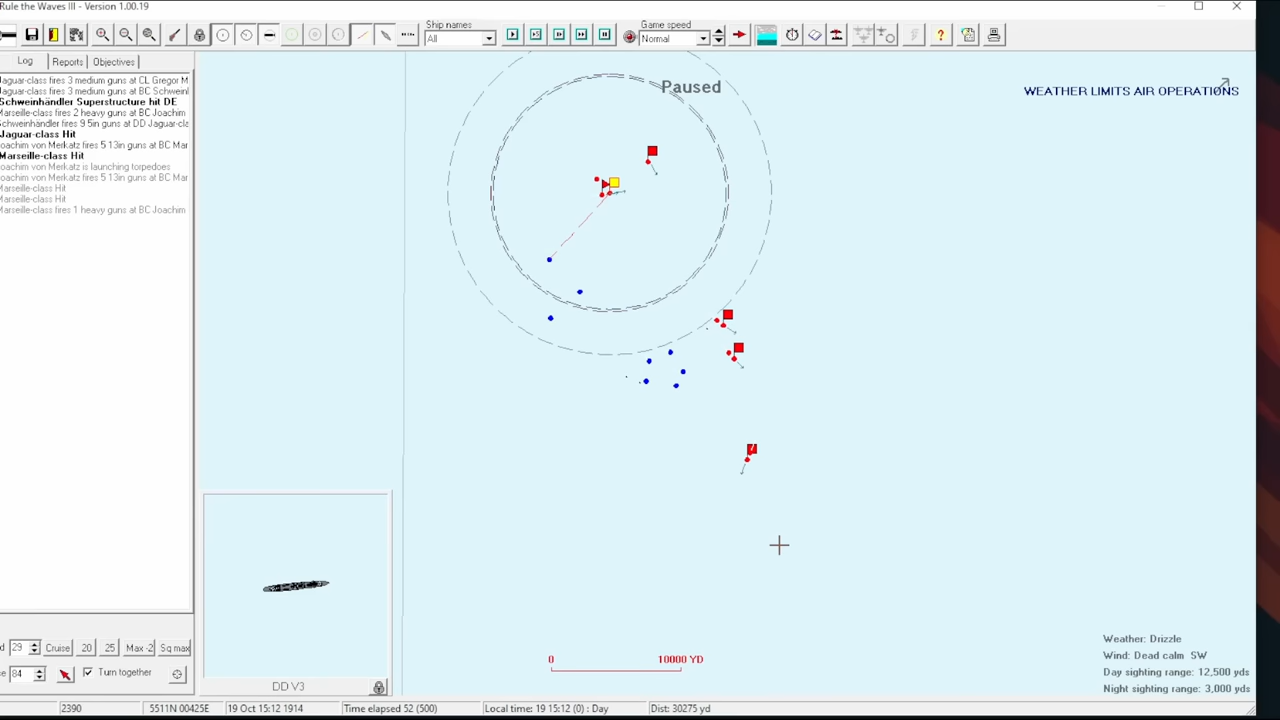 Rule the Waves III - Version 1.00.19
Ship names
All
Game speed
Normal
Log
Reports
Objectives
Jaguar-class fires 3 medium guns at CL Gregor M
Jaguar-class fires 3 medium guns at BC Schweinl
Schweinhändler Superstructure hit DE
Marseille-class fires 2 heavy guns at BC Joachim
Schweinhändler fires 9 5in guns at DD Jaguar-cla
Jaguar-class Hit
Joachim von Merkatz fires 5 13in guns at BC Mar
Marseille-class Hit
Joachim von Merkatz is launching torpedoes
Joachim von Merkatz fires 5 13in guns at BC Mar
Marseille-class Hit
Marseille-class Hit
Marseille-class fires 1 heavy guns at BC Joachim
Paused
WEATHER LIMITS AIR OPERATIONS
0 10000 YD
Weather: Drizzle
Wind: Dead calm SW
Day sighting range: 12,500 yds
Night sighting range: 3,000 yds
29 Cruise 20 25 Max -2 Sq max
84 Turn together
DD V3
2390 5511N 00425E 19 Oct 15:12 1914 Time elapsed 52 (500) Local time: 19 15:12 (0) : Day Dist: 30275 yd